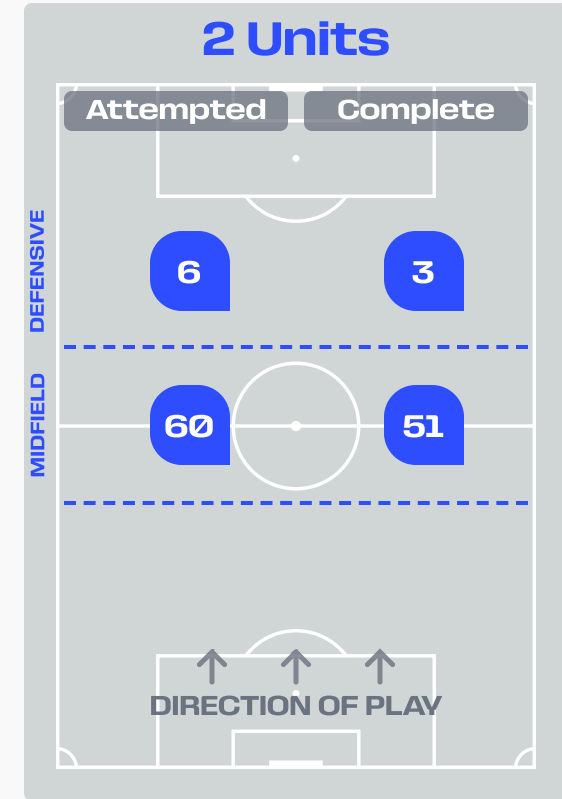 2 Units
Attempted Complete
DEFENSIVE
6 3
MIDFIELD
60 51
DIRECTION OF PLAY